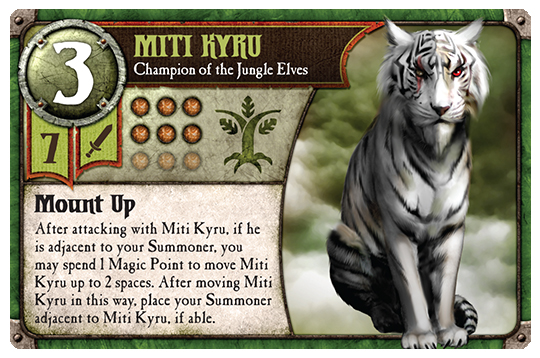 3
MITI KYRU
Champion of the Jungle Elves
7
Mount Up
After attacking with Miti Kyru, if he
is adjacent to your Summoner, you
may spend 1 Magic Point to move Miti
Kyru up to 2 spaces. After moving Miti
Kyru in this way, place your Summoner
adjacent to Miti Kyru, if able.